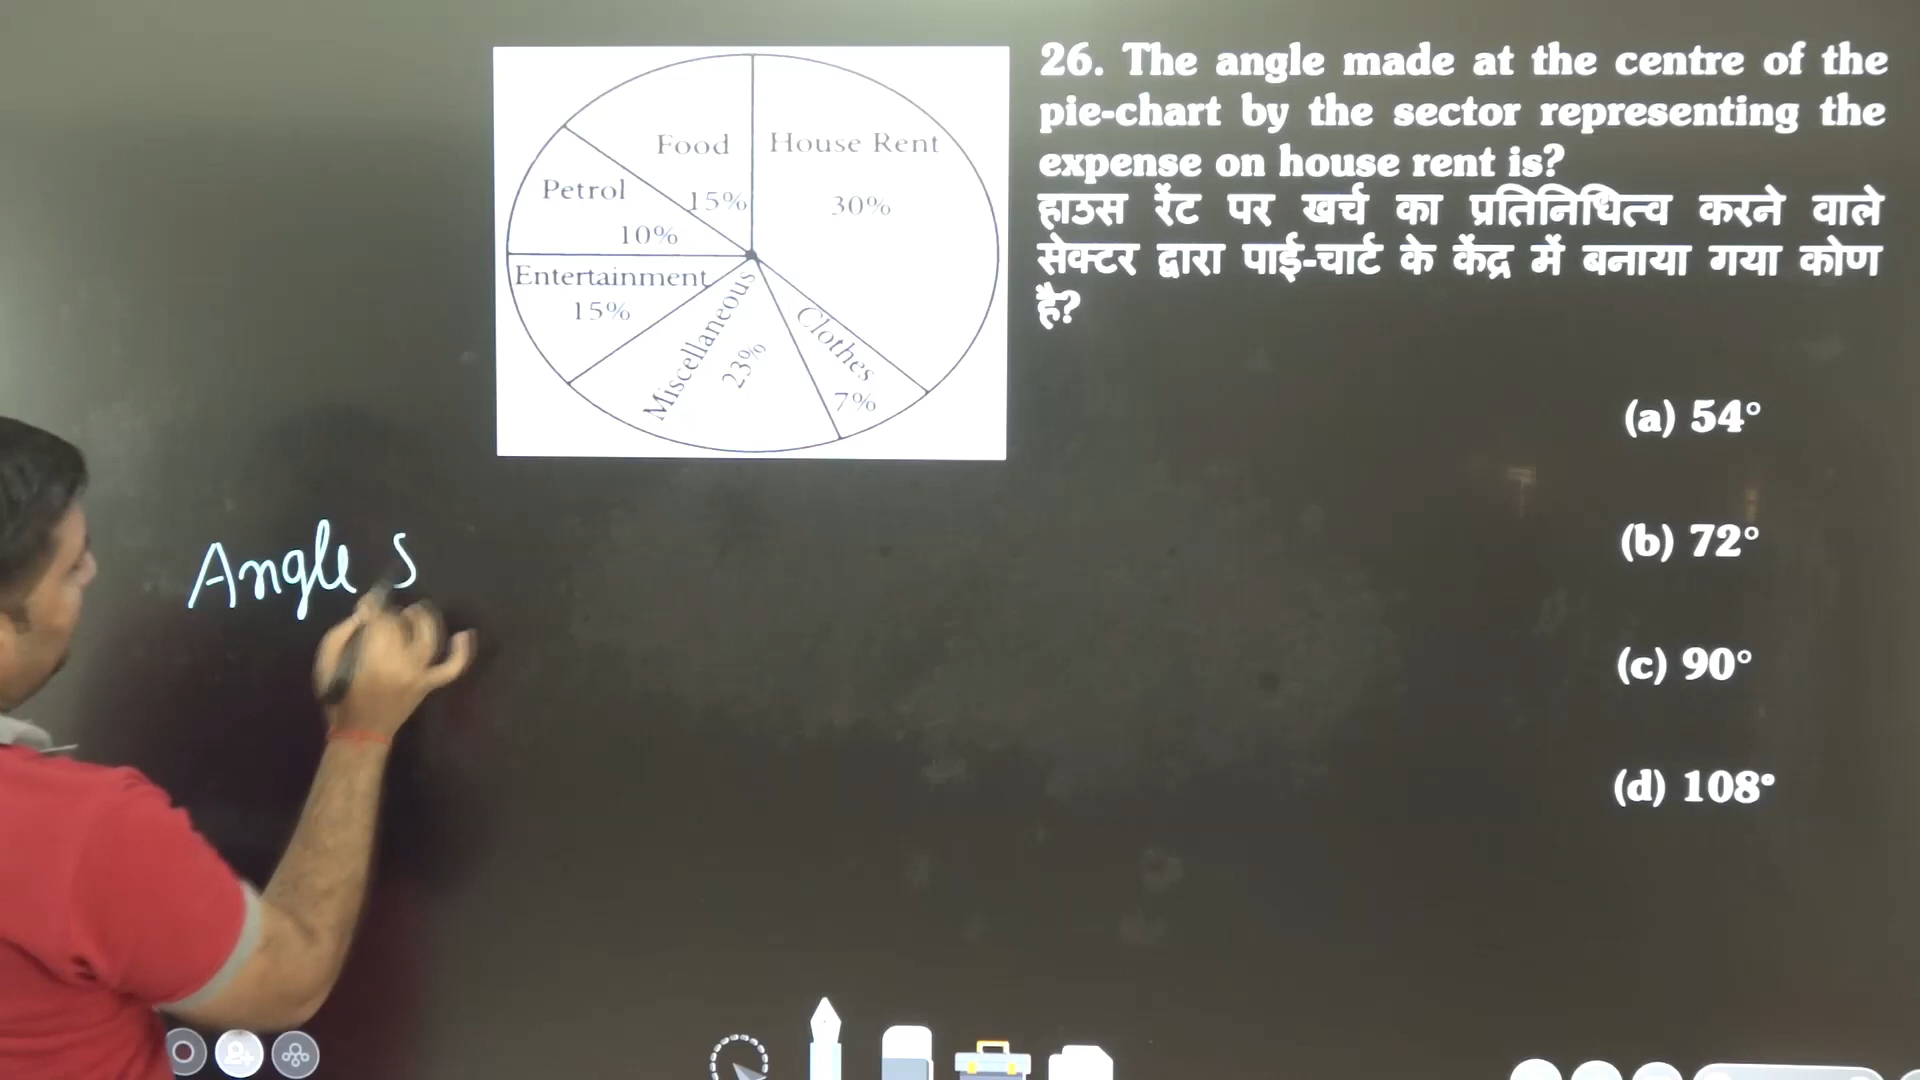 26. The angle made at the centre of the
pie-chart by the sector representing the
expense on house rent is?
हाउस रेंट पर खर्च का प्रतिनिधित्व करने वाले
सेक्टर द्वारा पाई-चार्ट के केंद्र में बनाया गया कोण
है?
Food
15%
House Rent
30%
Petrol
10%
Entertainment
15%
Miscellaneous
23%
Clothes
7%
(a) 54°
(b) 72°
(c) 90°
(d) 108°
Angle s